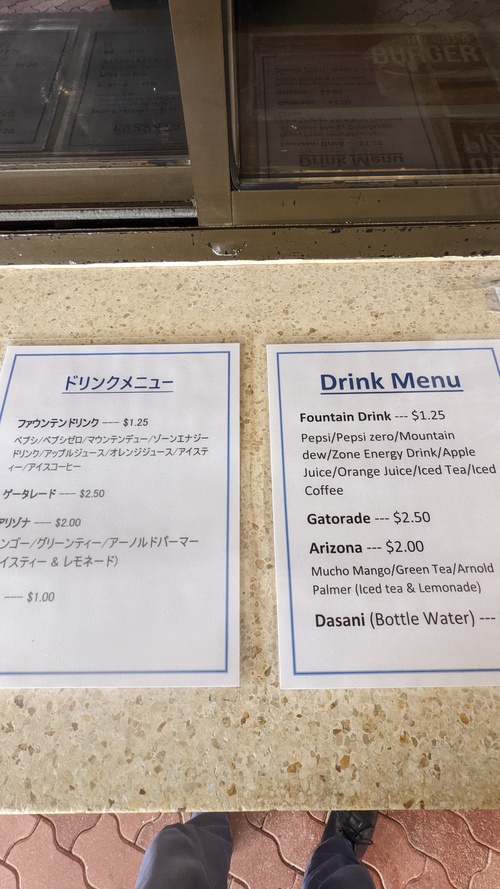 BURGER
Drink Menu
ドリンクメニュー
ファウンテンドリンク --- $1.25
ペプシ/ペプシゼロ/マウンテンデュー/ゾーンエナジー
ドリンク/アップルジュース/オレンジジュース/アイステ
ィー/アイスコーヒー
ゲータレード --- $2.50
アリゾナ --- $2.00
ンゴー/グリーンティー/アーノルドパーマー
イスティー & レモネード)
--- $1.00
Drink Menu
Fountain Drink --- $1.25
Pepsi/Pepsi zero/Mountain
dew/Zone Energy Drink/Apple
Juice/Orange Juice/Iced Tea/Iced
Coffee
Gatorade --- $2.50
Arizona --- $2.00
Mucho Mango/Green Tea/Arnold
Palmer (Iced tea & Lemonade)
Dasani (Bottle Water) ---